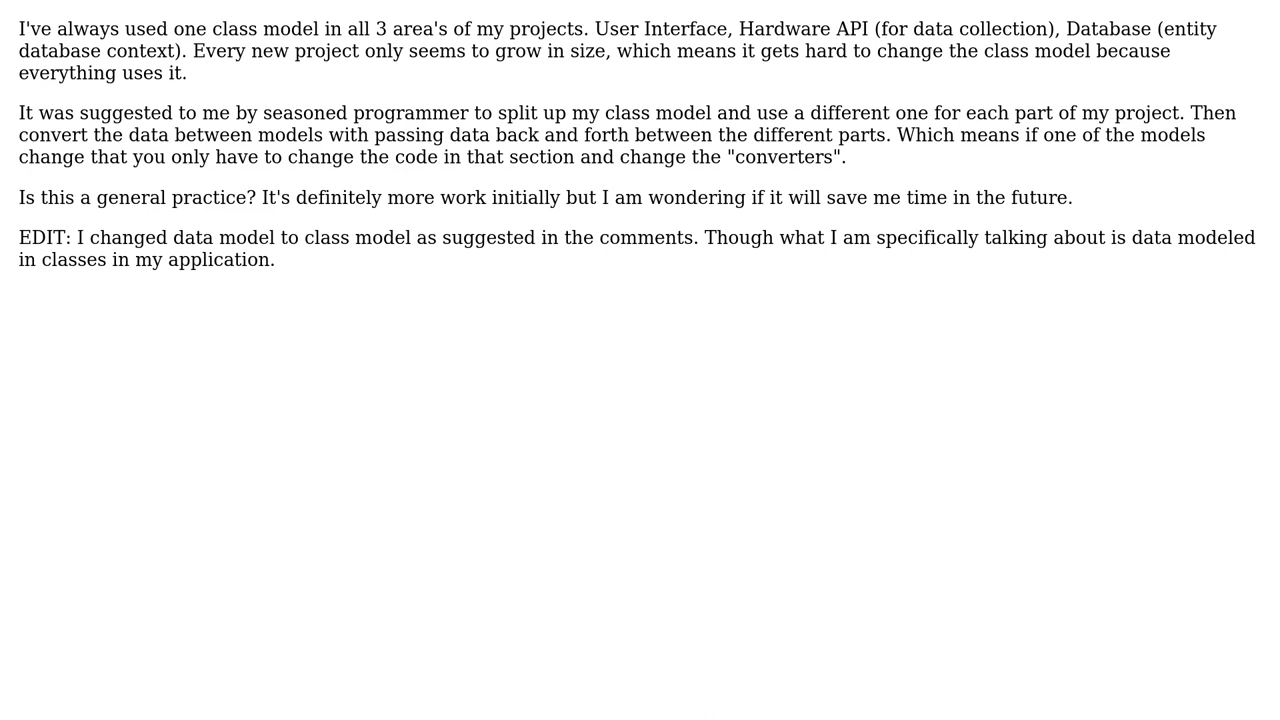 I've always used one class model in all 3 area's of my projects. User Interface, Hardware API (for data collection), Database (entity
database context). Every new project only seems to grow in size, which means it gets hard to change the class model because
everything uses it.
It was suggested to me by seasoned programmer to split up my class model and use a different one for each part of my project. Then
convert the data between models with passing data back and forth between the different parts. Which means if one of the models
change that you only have to change the code in that section and change the "converters".
Is this a general practice? It's definitely more work initially but I am wondering if it will save me time in the future.
EDIT: I changed data model to class model as suggested in the comments. Though what I am specifically talking about is data modeled
in classes in my application.